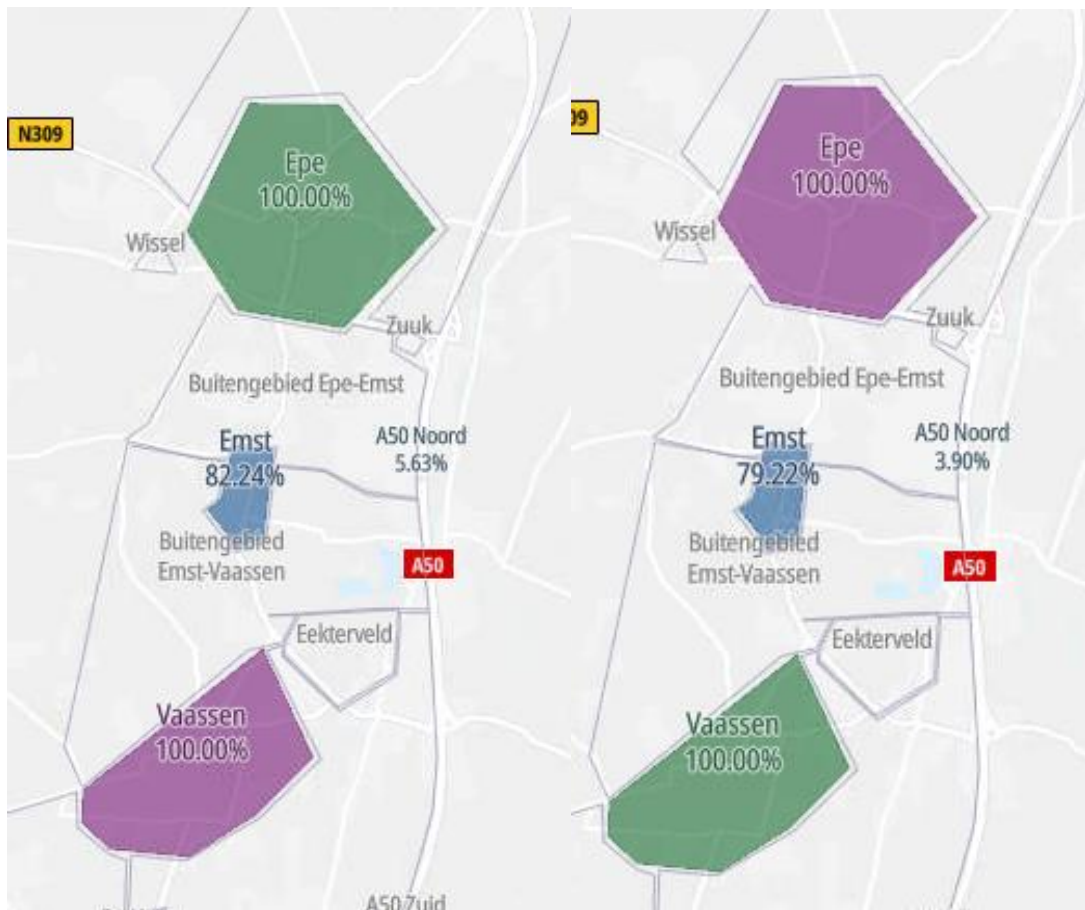 N309
Epe
100.00%
Wissel
Zuuk
Buitengebied Epe-Emst
Emst
82.24%
A50 Noord
5.63%
Buitengebied
Emst-Vaassen
A50
Eekterveld
Vaassen
100.00%
A50 Zuid
09
Epe
100.00%
Wissel
Zuuk
Buitengebied Epe-Emst
Emst
79.22%
A50 Noord
3.90%
Buitengebied
Emst-Vaassen
A50
Eekterveld
Vaassen
100.00%